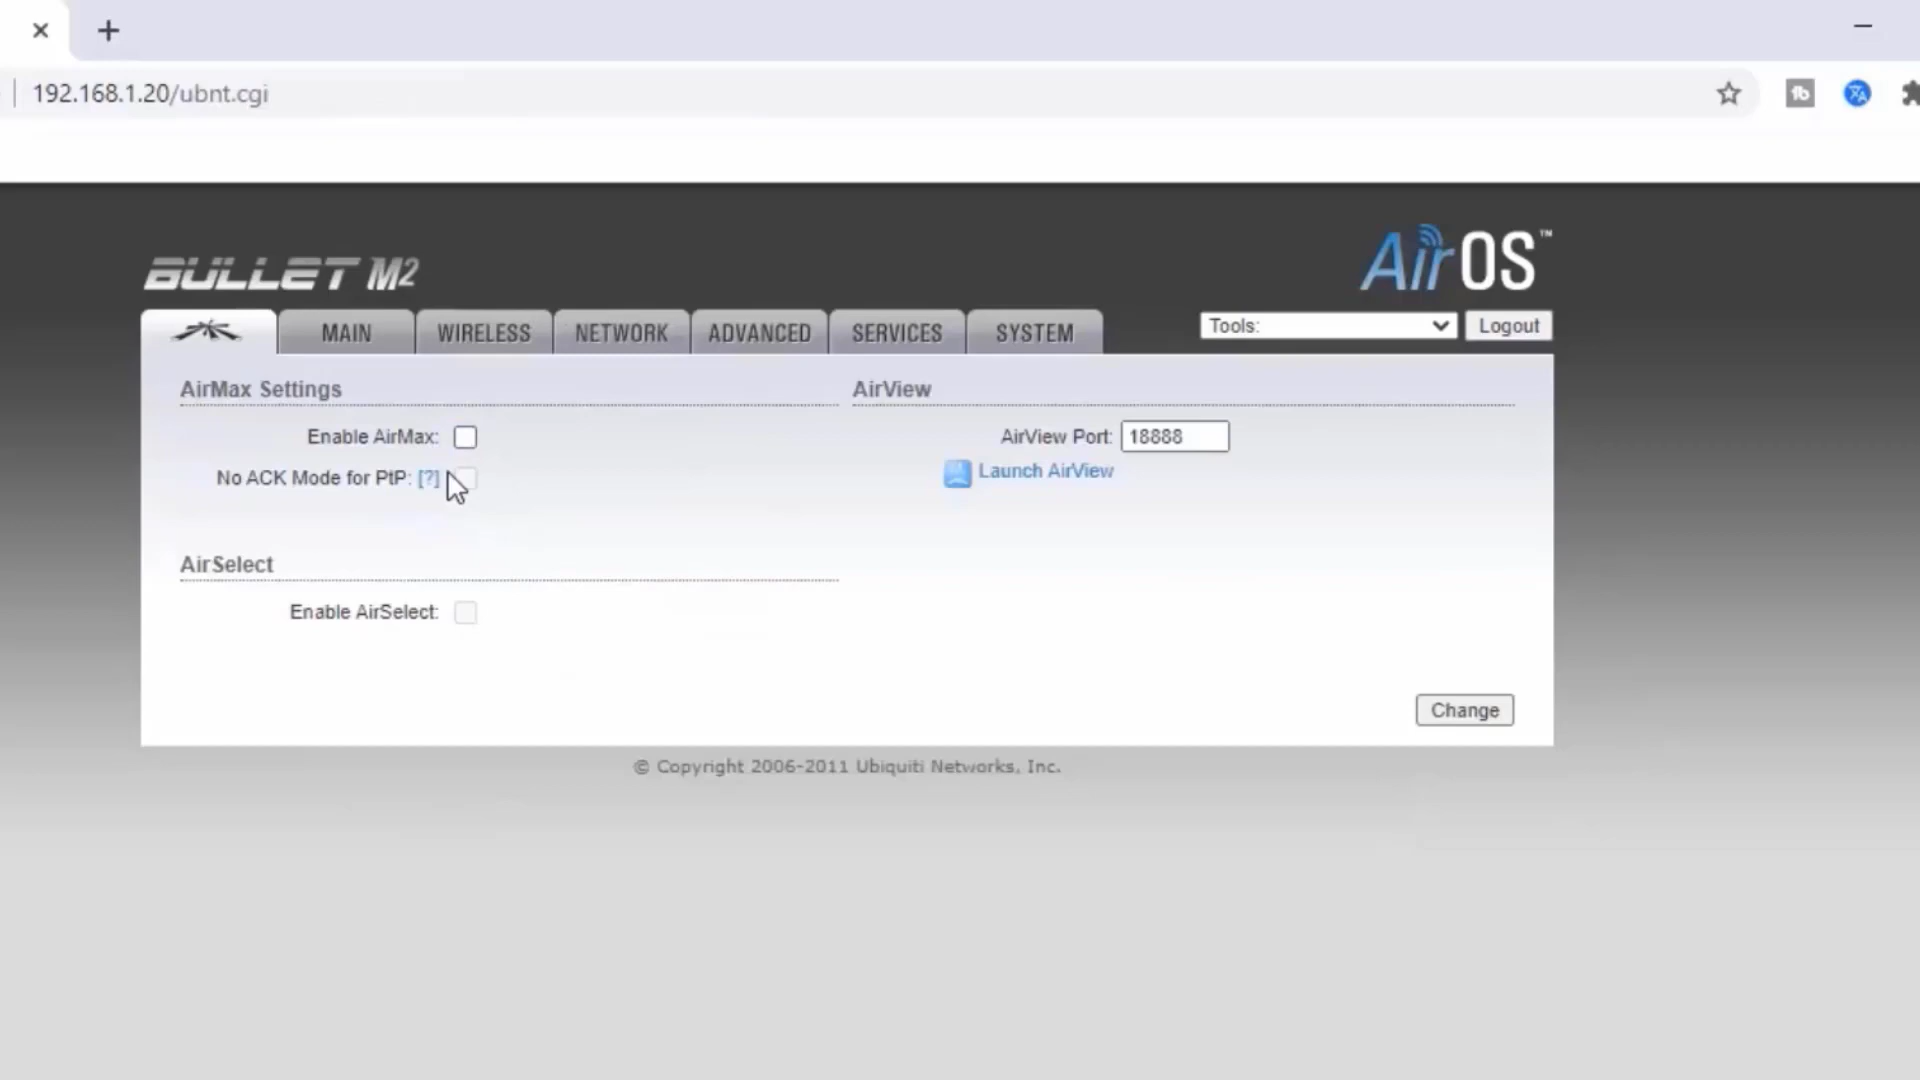 192.168.1.20/ubnt.cgi
BULLET M2
AirOS™
MAIN
WIRELESS
NETWORK
ADVANCED
SERVICES
SYSTEM
Tools:
Logout
AirMax Settings
Enable AirMax:
No ACK Mode for PtP: [?]
AirView
AirView Port: 18888
Launch AirView
AirSelect
Enable AirSelect:
Change
© Copyright 2006-2011 Ubiquiti Networks, Inc.